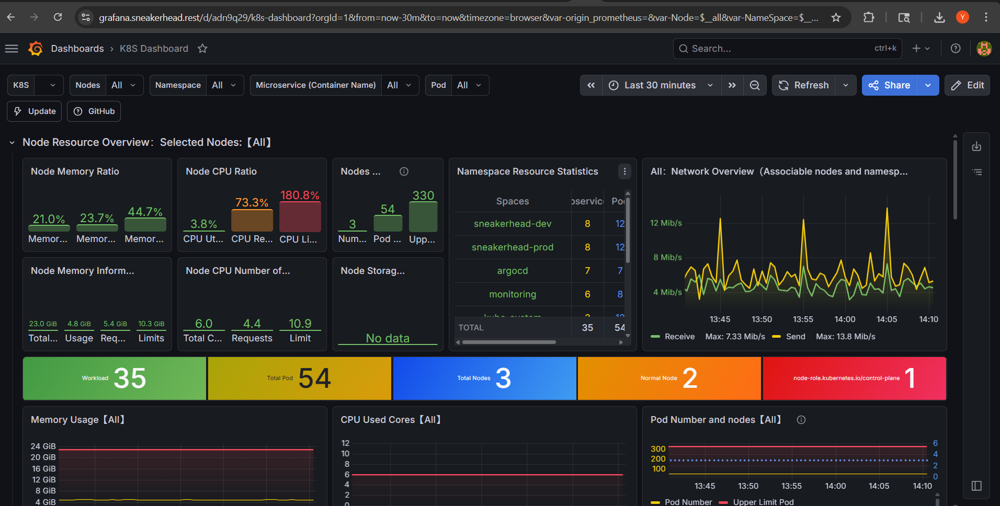 grafana.sneakerhead.rest/d/adn9q29/k8s-dashboard?orgId=1&from=now-30m&to=now&timezone=browser&var-origin_prometheus=&var-Node=$__all&var-NameSpace=$__...
Y
Dashboards › K8S Dashboard
Search... ctrl+k
K8S
Nodes All
Namespace All
Microservice (Container Name) All
Pod All
Last 30 minutes
Refresh
Share
Edit
Update
GitHub
Node Resource Overview：Selected Nodes:【All】
Node Memory Ratio
21.0% 23.7% 44.7%
Memor... Memor... Memor...
Node CPU Ratio
3.8% 73.3% 180.8%
CPU Ut... CPU Re... CPU Li...
Nodes ...
3 54 330
Num... Pod ... Upp...
Namespace Resource Statistics
Spaces oservic Po
sneakerhead-dev 8 12
sneakerhead-prod 8 12
argocd 7 7
monitoring 6 8
kube-system 3 12
TOTAL 35 54
All：Network Overview（Associable nodes and namesp...
12 Mib/s
8 Mib/s
4 Mib/s
13:45 13:50 13:55 14:00 14:05 14:10
Receive Max: 7.33 Mib/s Send Max: 13.8 Mib/s
Node Memory Inform...
23.0 GiB 4.8 GiB 5.4 GiB 10.3 GiB
Total... Usage Req... Limits
Node CPU Number of...
6.0 4.4 10.9
Total C... Requests Limit
Node Storag...
No data
Workload 35
Total Pod 54
Total Nodes 3
Normal Node 2
node-role.kubernetes.io/control-plane 1
Memory Usage【All】
24 GiB
20 GiB
16 GiB
12 GiB
8 GiB
4 GiB
CPU Used Cores【All】
12
10
8
6
4
2
0
Pod Number and nodes【All】
300
200
100
6
4
2
0
13:45 13:50 13:55 14:00 14:05 14:10
Pod Number Upper Limit Pod